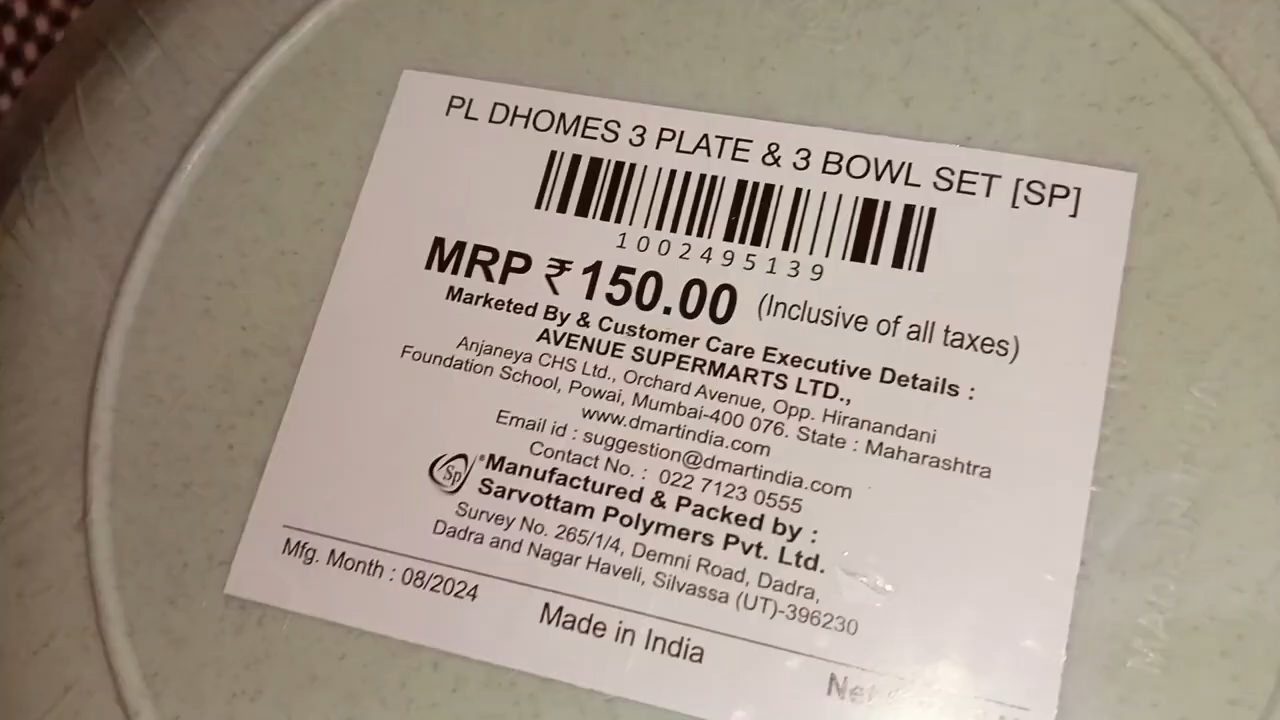 PL DHOMES 3 PLATE & 3 BOWL SET [SP]
1002495139
MRP ₹ 150.00 (Inclusive of all taxes)
Marketed By & Customer Care Executive Details :
AVENUE SUPERMARTS LTD.,
Anjaneya CHS Ltd., Orchard Avenue, Opp. Hiranandani
Foundation School, Powai, Mumbai-400 076. State : Maharashtra
www.dmartindia.com
Email id : suggestion@dmartindia.com
Contact No. : 022 7123 0555
Sp ®Manufactured & Packed by :
Sarvottam Polymers Pvt. Ltd.
Survey No. 265/1/4, Demni Road, Dadra,
Dadra and Nagar Haveli, Silvassa (UT)-396230
Mfg. Month : 08/2024
Made in India
Net